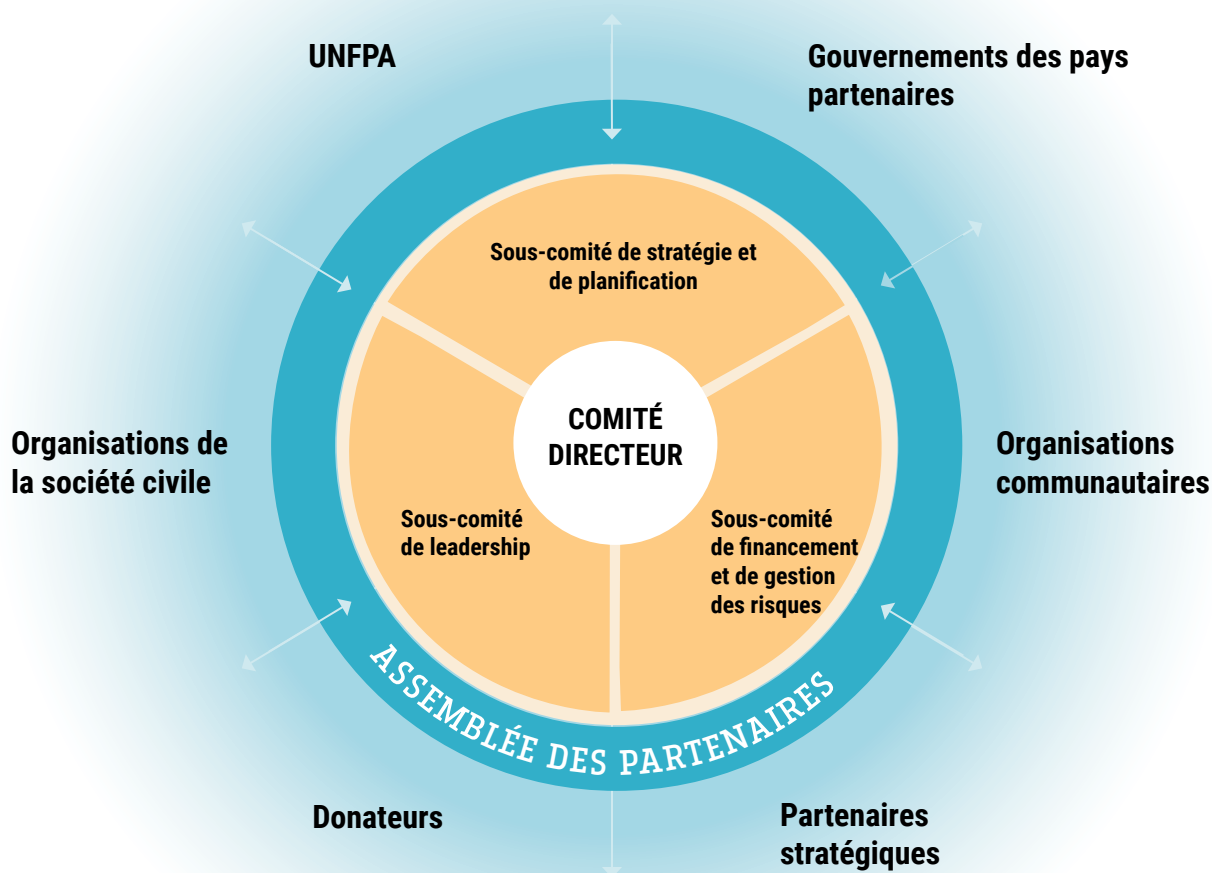 UNFPA
Gouvernements des pays
partenaires
Sous-comité de stratégie et
de planification
COMITÉ
DIRECTEUR
Organisations de
la société civile
Organisations
communautaires
Sous-comité
de leadership
Sous-comité
de financement
et de gestion
des risques
ASSEMBLÉE DES PARTENAIRES
Donateurs
Partenaires
stratégiques